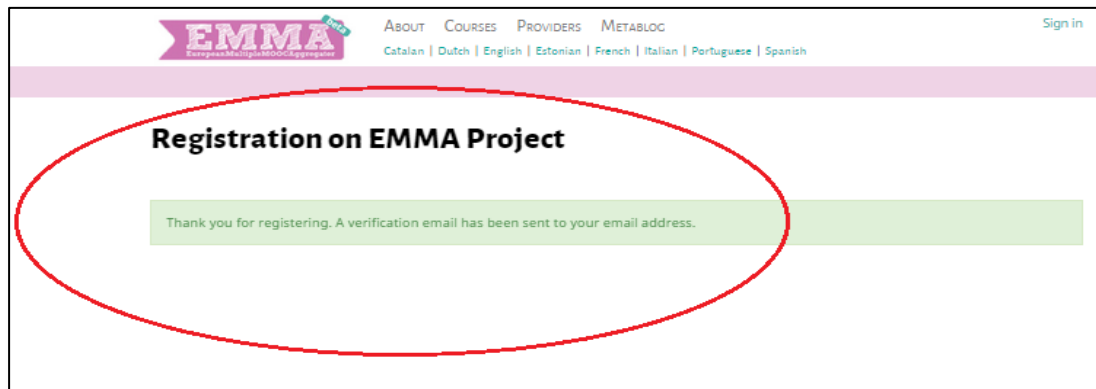 EMMA beta
EuropeanMultipleMOOCAggregator
About Courses Providers Metablog
Sign in
Catalan | Dutch | English | Estonian | French | Italian | Portuguese | Spanish
Registration on EMMA Project
Thank you for registering. A verification email has been sent to your email address.